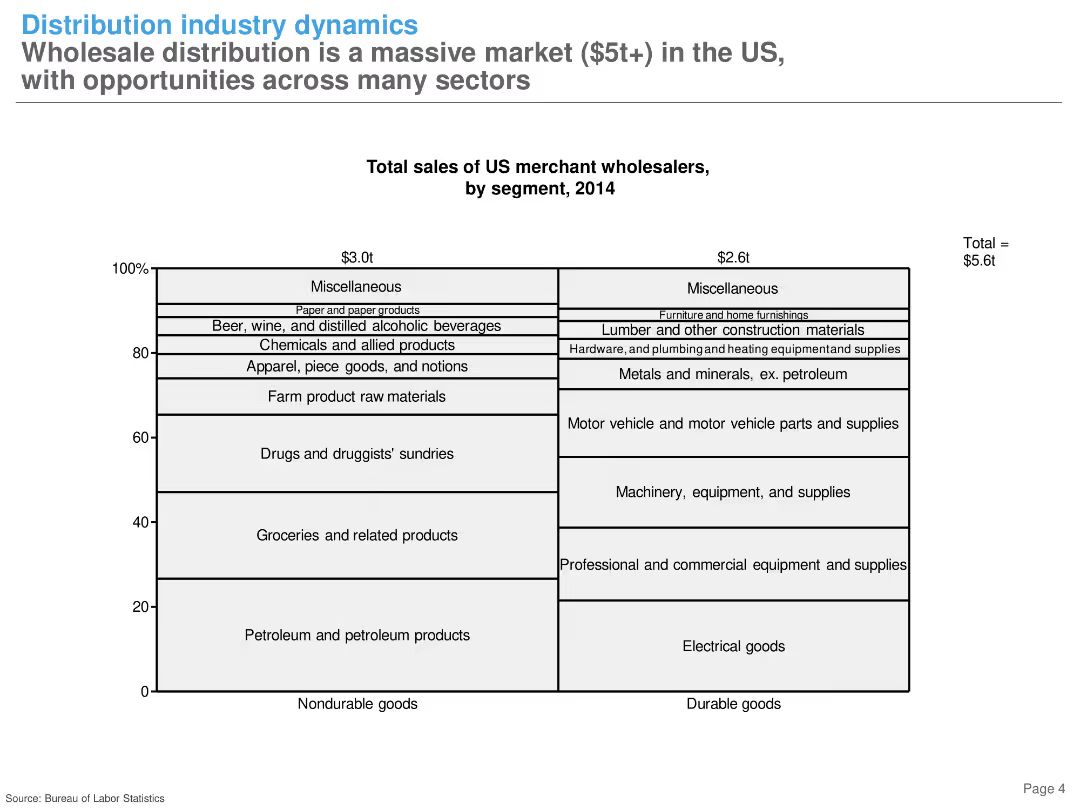 Distribution industry dynamics
Wholesale distribution is a massive market ($5t+) in the US,
with opportunities across many sectors
Total sales of US merchant wholesalers,
by segment, 2014
Total =
$5.6t
$3.0t
$2.6t
100%
80
60
40
20
0
Miscellaneous
Paper and paper products
Beer, wine, and distilled alcoholic beverages
Chemicals and allied products
Apparel, piece goods, and notions
Farm product raw materials
Drugs and druggists' sundries
Groceries and related products
Petroleum and petroleum products
Miscellaneous
Furniture and home furnishings
Lumber and other construction materials
Hardware, and plumbing and heating equipment and supplies
Metals and minerals, ex. petroleum
Motor vehicle and motor vehicle parts and supplies
Machinery, equipment, and supplies
Professional and commercial equipment and supplies
Electrical goods
Nondurable goods
Durable goods
Page 4
Source: Bureau of Labor Statistics